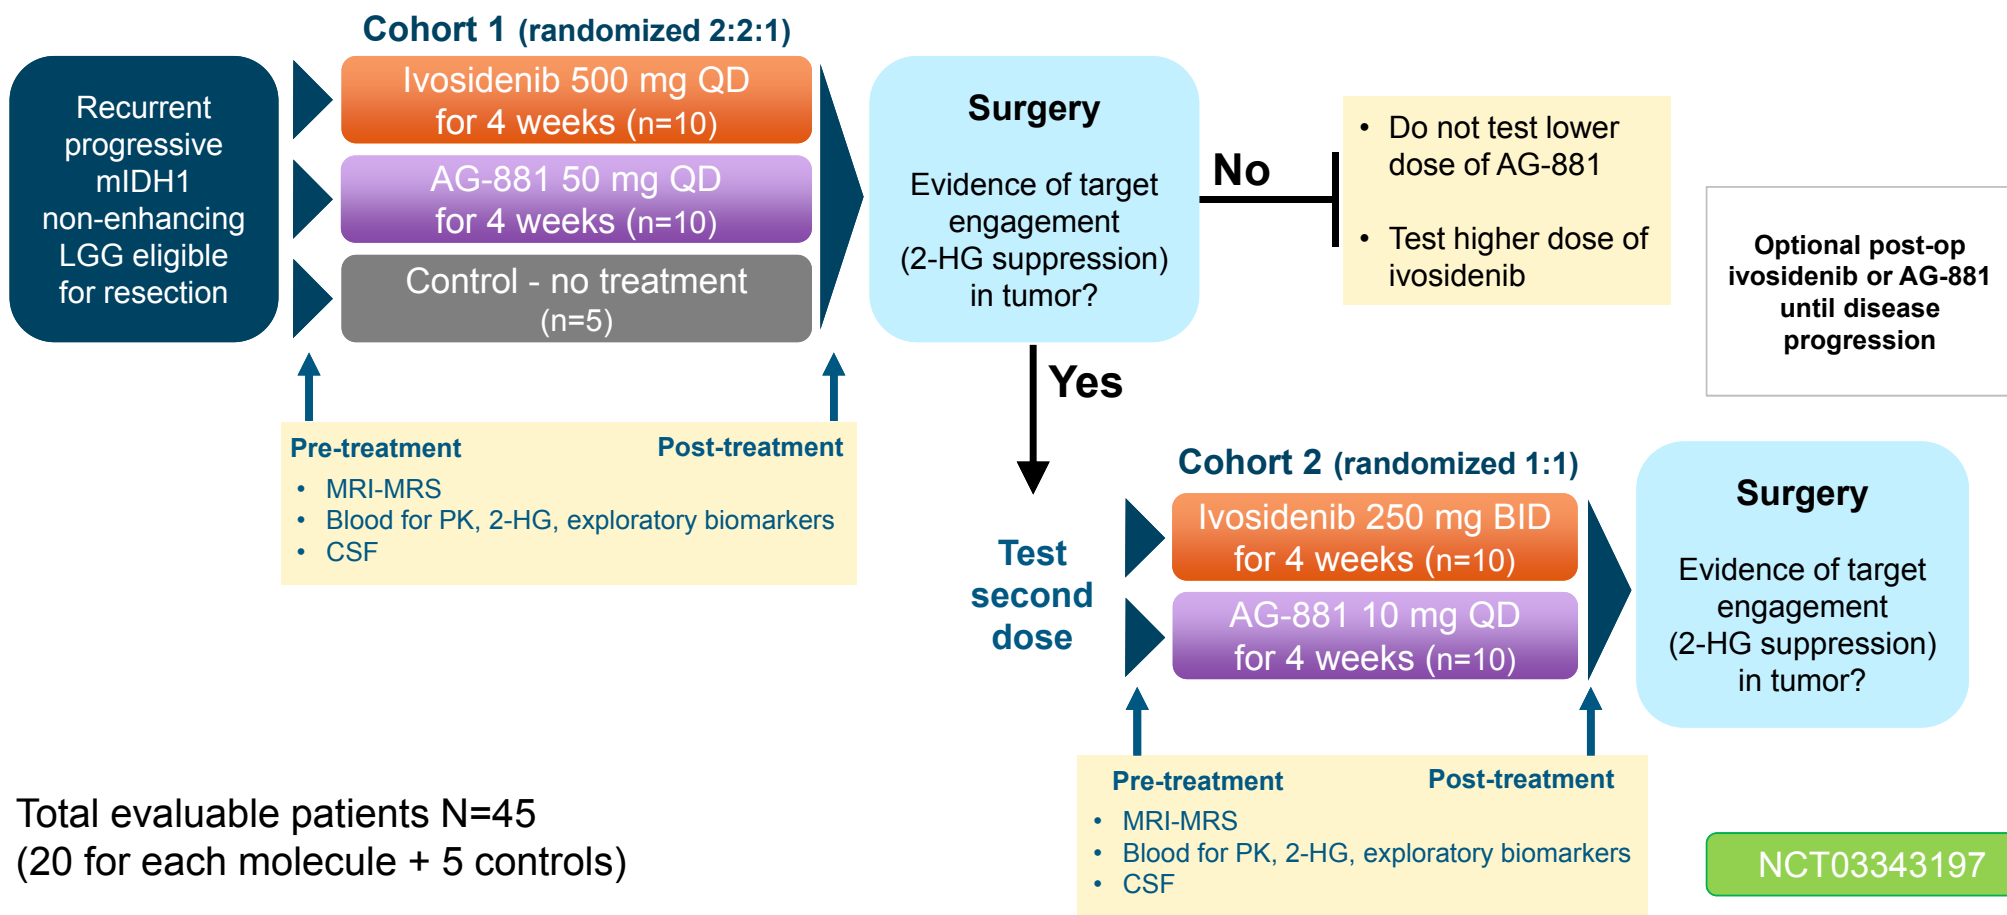 Cohort 1 (randomized 2:2:1)
Recurrent
progressive
mIDH1
non-enhancing
LGG eligible
for resection
Ivosidenib 500 mg QD
for 4 weeks (n=10)
AG-881 50 mg QD
for 4 weeks (n=10)
Control - no treatment
(n=5)
Surgery
Evidence of target
engagement
(2-HG suppression)
in tumor?
No
• Do not test lower
dose of AG-881
• Test higher dose of
ivosidenib
Optional post-op
ivosidenib or AG-881
until disease
progression
Yes
Pre-treatment Post-treatment
• MRI-MRS
• Blood for PK, 2-HG, exploratory biomarkers
• CSF
Test
second
dose
Cohort 2 (randomized 1:1)
Ivosidenib 250 mg BID
for 4 weeks (n=10)
AG-881 10 mg QD
for 4 weeks (n=10)
Surgery
Evidence of target
engagement
(2-HG suppression)
in tumor?
Pre-treatment Post-treatment
• MRI-MRS
• Blood for PK, 2-HG, exploratory biomarkers
• CSF
Total evaluable patients N=45
(20 for each molecule + 5 controls)
NCT03343197